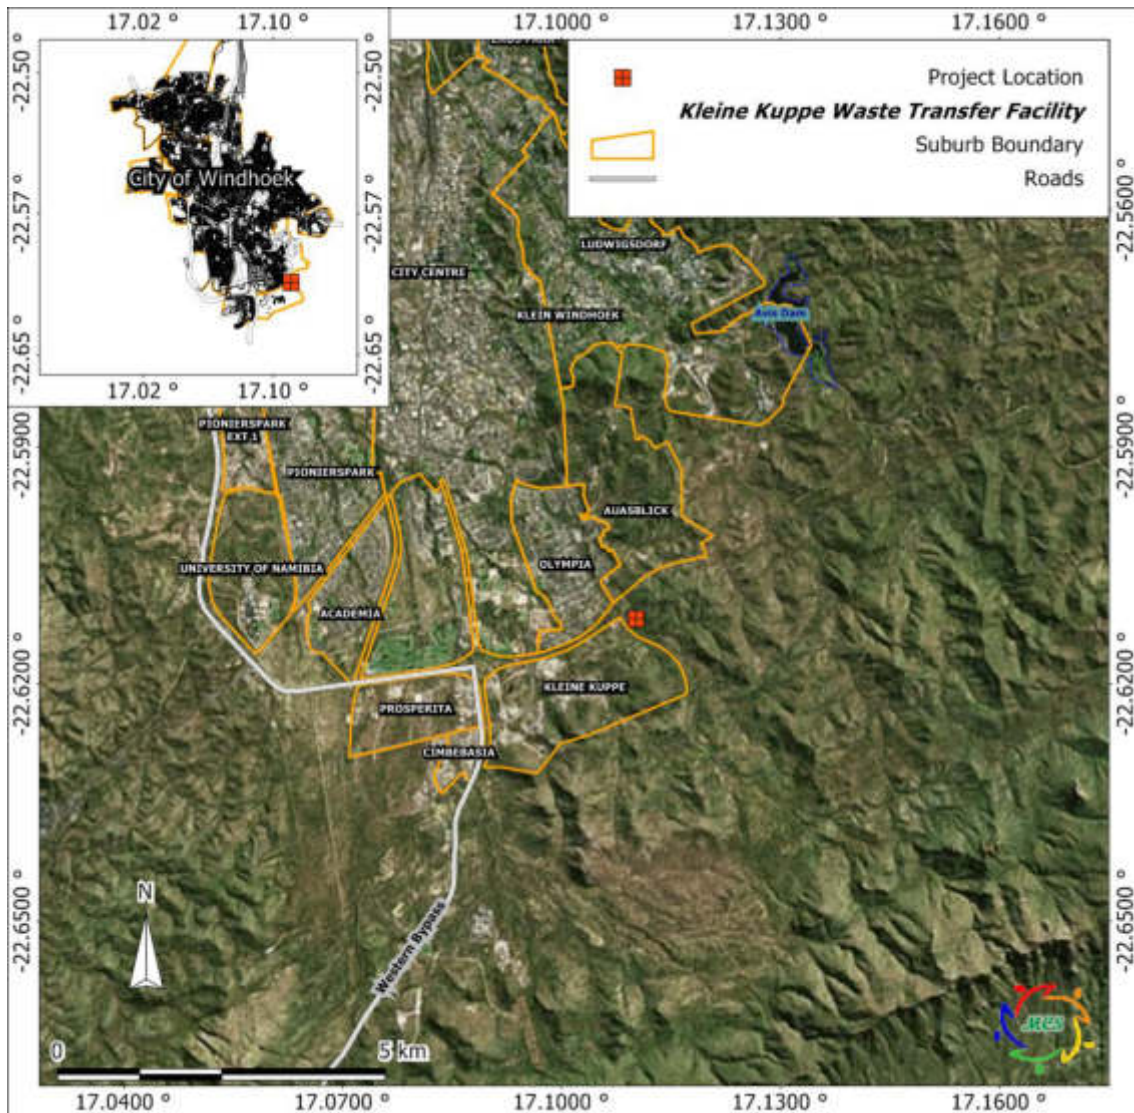 17.02 °
17.10 °
17.1000 °
17.1300 °
17.1600 °
-22.50 °
-22.57 °
-22.65 °
City of Windhoek
-22.50 °
-22.57 °
-22.65 °
17.02 °
17.10 °
Project Location
Kleine Kuppe Waste Transfer Facility
Suburb Boundary
Roads
-22.5600 °
LUDWIGSDORF
CITY CENTRE
KLEIN WINDHOEK
Avis Dam
PIONIERSPARK
EXT 1
PIONIERSPARK
-22.5900 °
-22.5900 °
AUASBLICK
UNIVERSITY OF NAMIBIA
OLYMPIA
ACADEMIA
-22.6200 °
-22.6200 °
KLEINE KUPPE
PROSPERITA
CIMBEBASIA
-22.6500 °
-22.6500 °
N
Western Bypass
MCS
0
5 km
17.0400 °
17.0700 °
17.1000 °
17.1300 °
17.1600 °